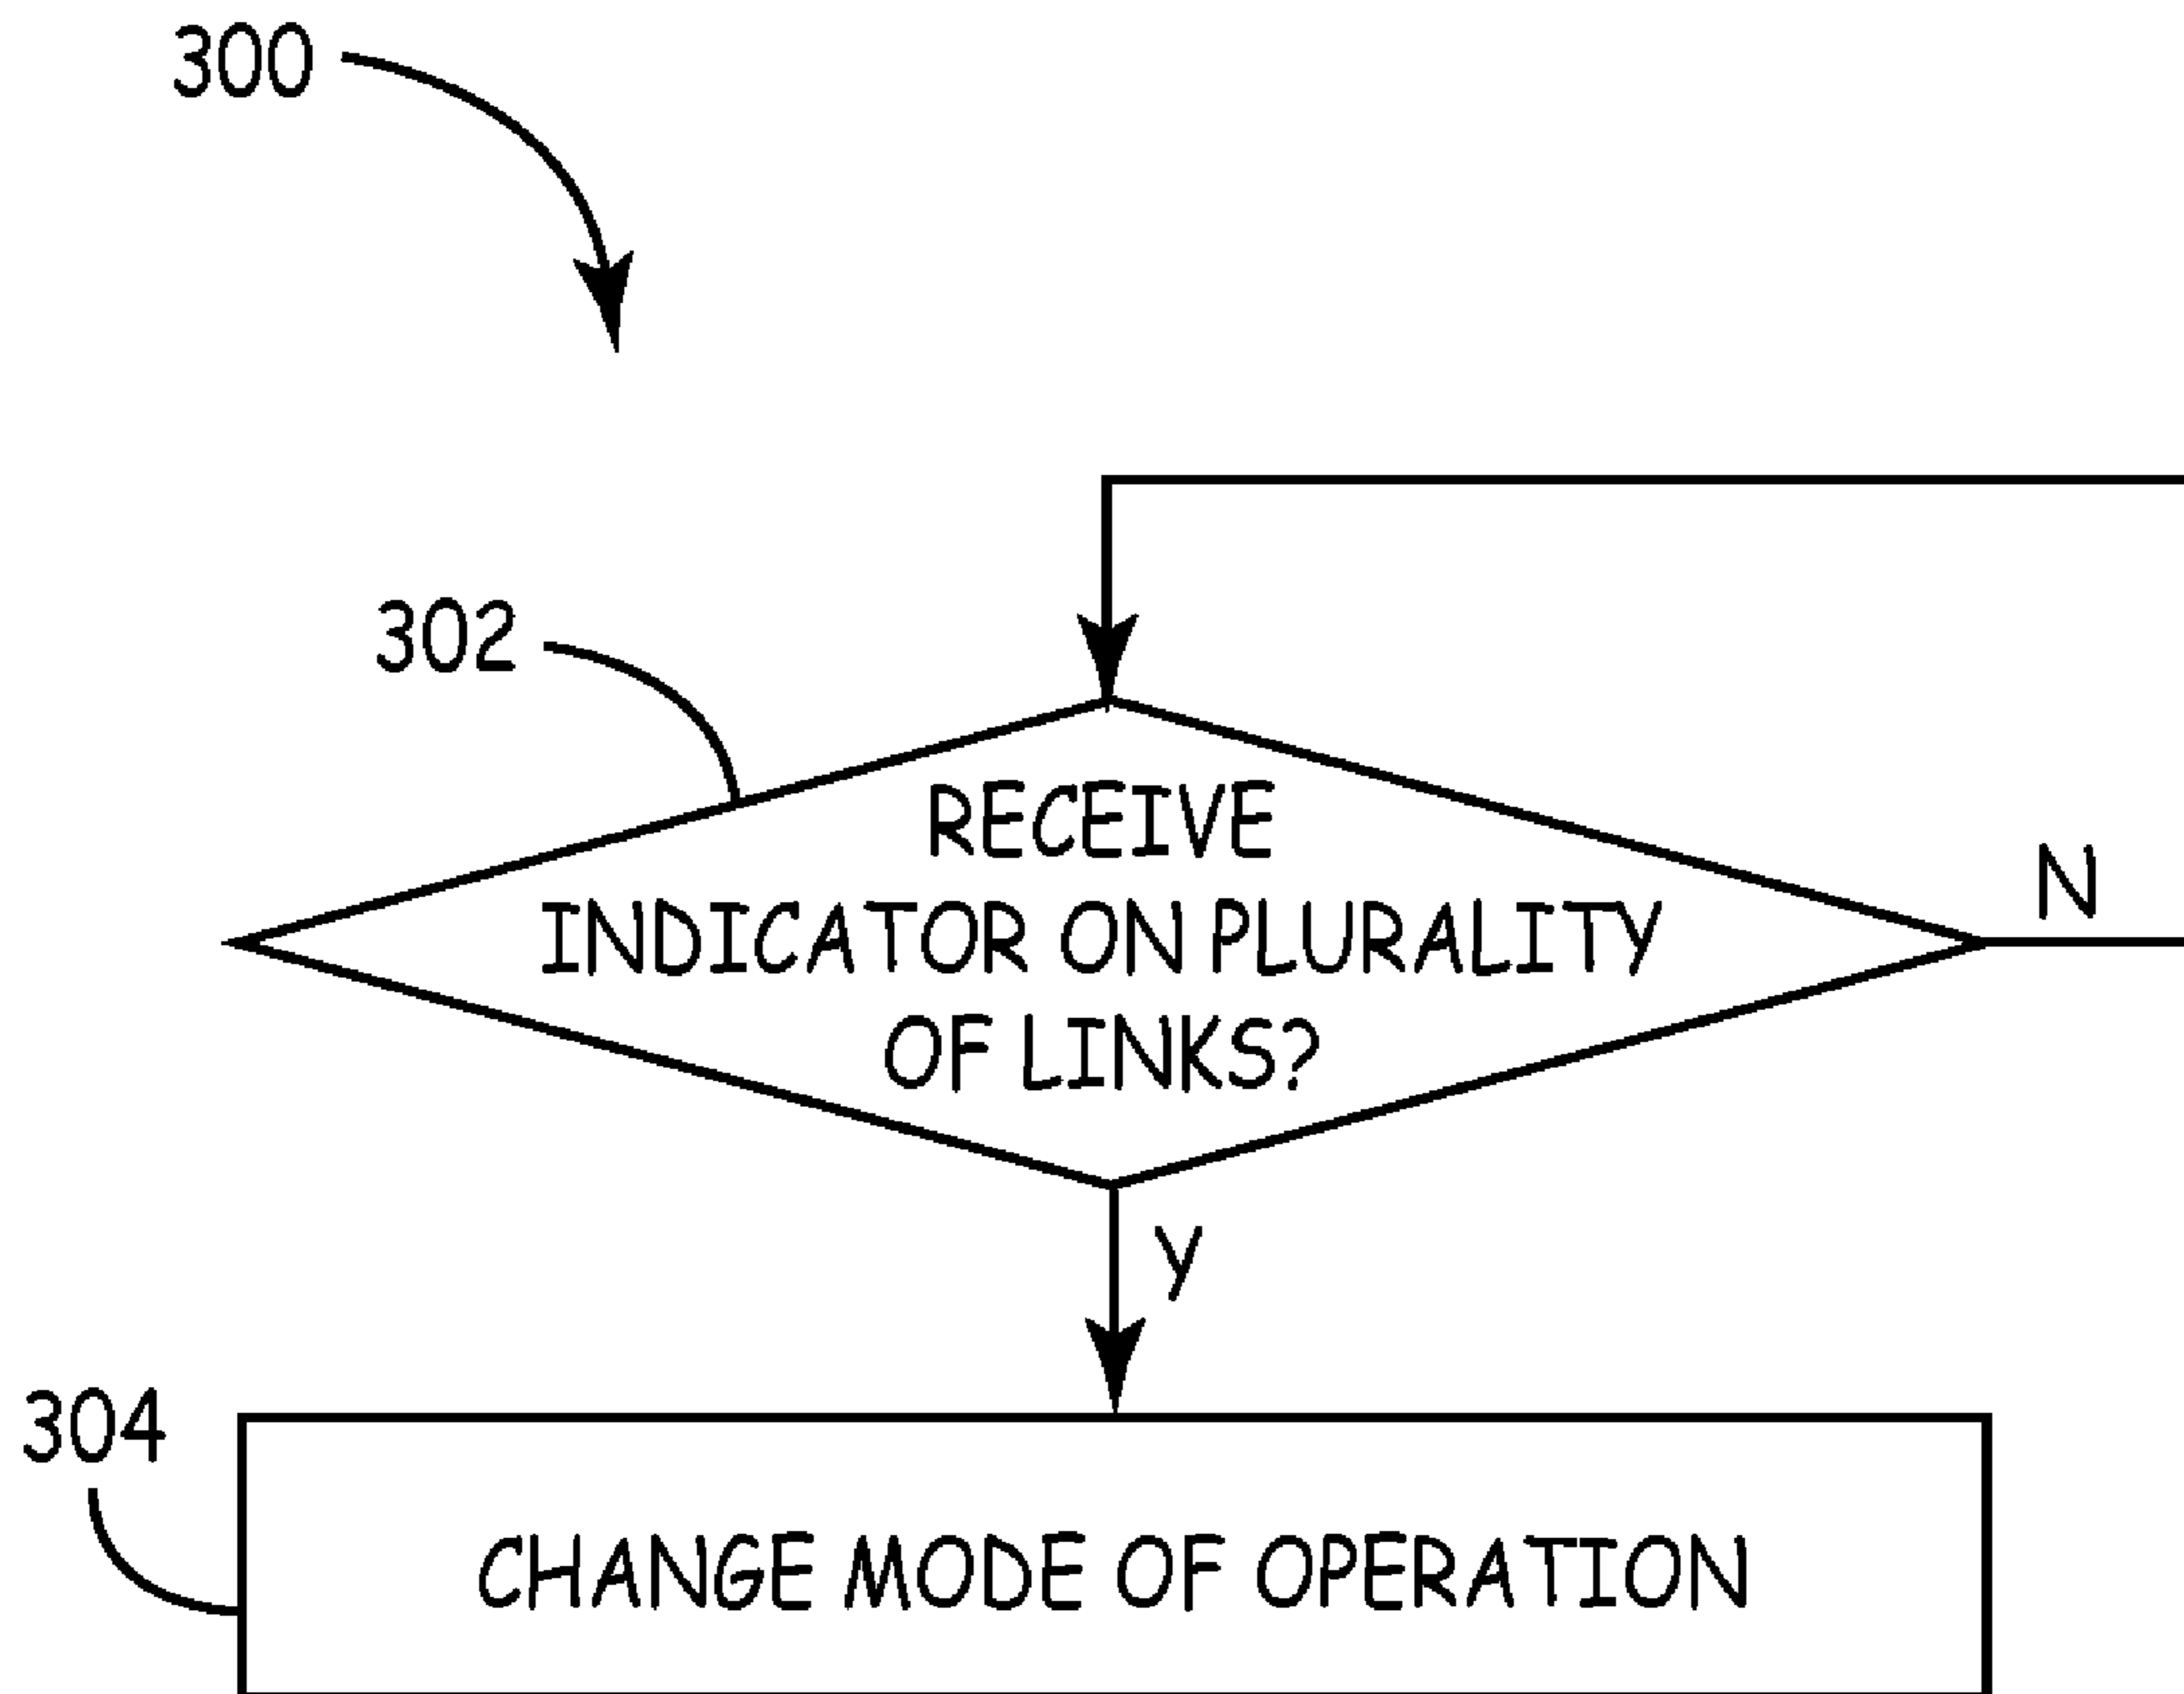 300
302
RECEIVE
INDICATOR ON PLURALITY
OF LINKS?
N
Y
304
CHANGE MODE OF OPERATION